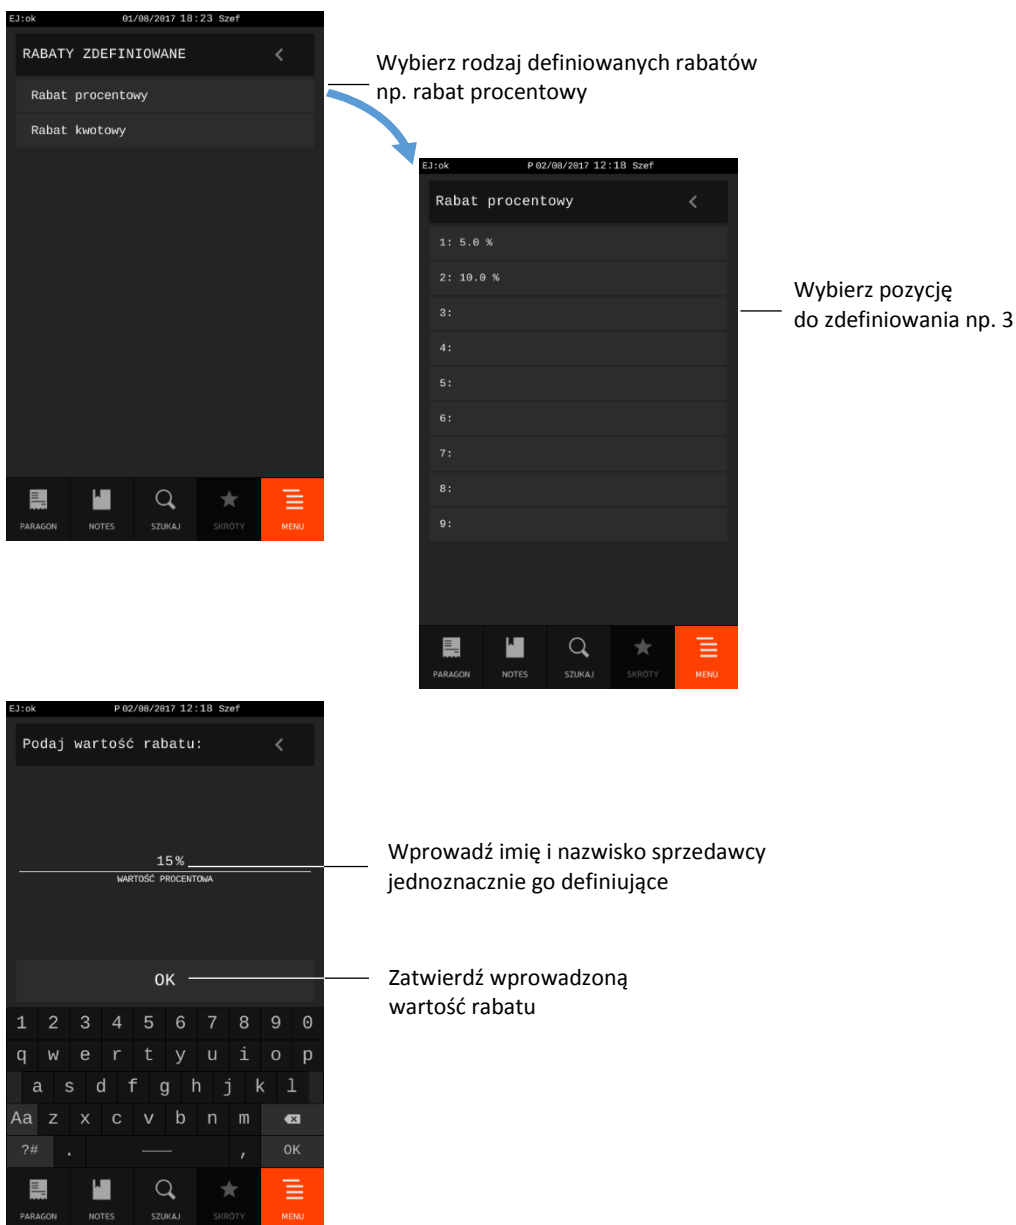 EJ:ok 01/08/2017 18:23 Szef
RABATY ZDEFINIOWANE
Rabat procentowy
Rabat kwotowy
PARAGON NOTES SZUKAJ SKRÓTY MENU
Wybierz rodzaj definiowanych rabatów
np. rabat procentowy
EJ:ok P 02/08/2017 12:18 Szef
Rabat procentowy
1: 5.0 %
2: 10.0 %
3:
4:
5:
6:
7:
8:
9:
PARAGON NOTES SZUKAJ SKRÓTY MENU
Wybierz pozycję
do zdefiniowania np. 3
EJ:ok P 02/08/2017 12:18 Szef
Podaj wartość rabatu:
15%
WARTOŚĆ PROCENTOWA
Wprowadź imię i nazwisko sprzedawcy
jednoznacznie go definiujące
OK
Zatwierdź wprowadzoną
wartość rabatu
1 2 3 4 5 6 7 8 9 0
q w e r t y u i o p
a s d f g h j k l
Aa z x c v b n m
?# . , OK
PARAGON NOTES SZUKAJ SKRÓTY MENU